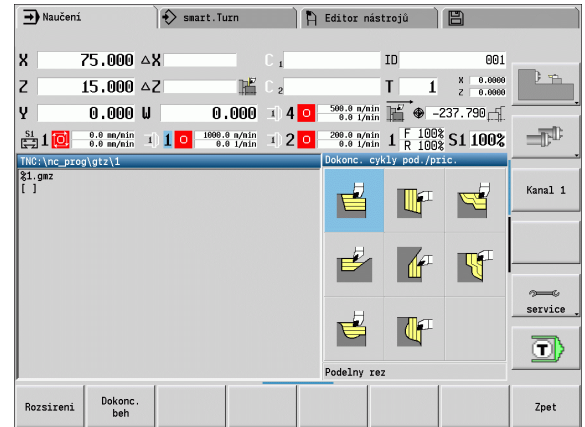 Naučení smart.Turn Editor nástrojů
X 75.000 ΔX C 1 ID 001
Z 15.000 ΔZ C 2 T 1 X 0.0000
Z 0.0000
Y 0.000 W 0.000 4 500.0 m/min
0.0 1/min -237.790
S1 1 0.0 mm/min
0.0 mm/min 1 1000.0 m/min
0.0 1/min 2 200.0 m/min
0.0 1/min 1 F 100%
R 100% S1 100%
TNC:\nc_prog\gtz\1 Dokonc. cykly pod./pric.
%1.gmz
[ ]
Kanal 1
service
T
Podelny rez
Rozsireni Dokonc.
beh Zpet